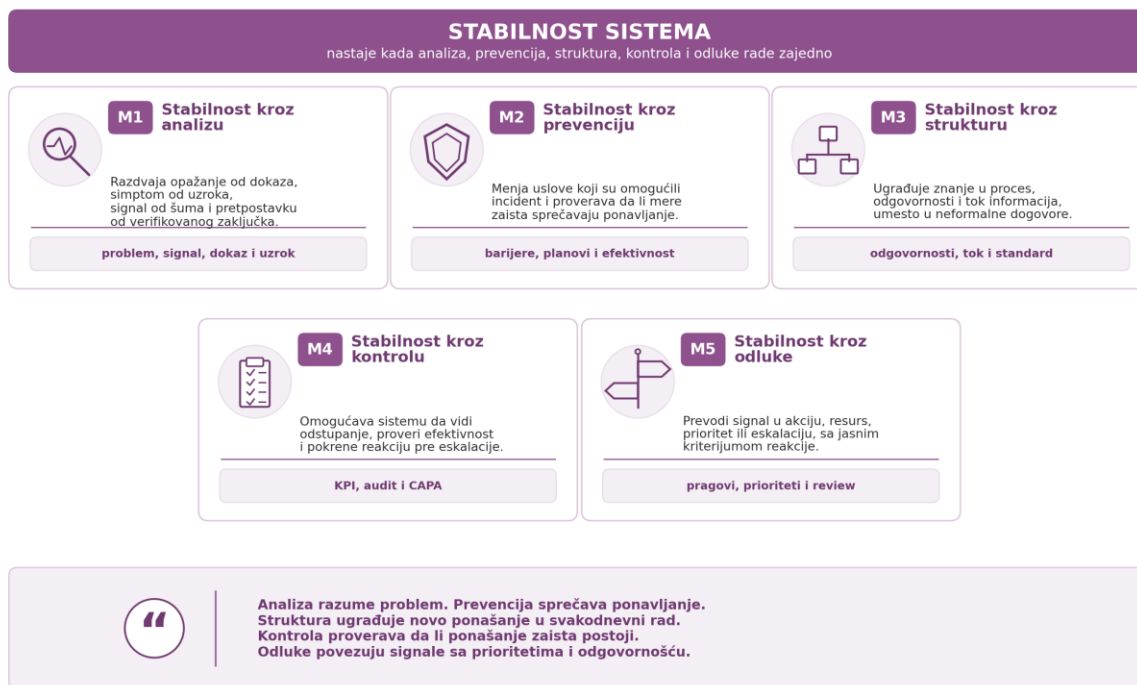 STABILNOST SISTEMA
nastaje kada analiza, prevencija, struktura, kontrola i odluke rade zajedno
M1
Stabilnost kroz
analizu
Razdvaja opažanje od dokaza,
simptom od uzroka,
signal od šuma i pretpostavku
od verifikovanog zaključka.
problem, signal, dokaz i uzrok
M2
Stabilnost kroz
prevenciju
Menja uslove koji su omogućili
incident i proverava da li mere
zaista sprečavaju ponavljanje.
barijere, planovi i efektivnost
M3
Stabilnost kroz
strukturu
Ugrađuje znanje u proces,
odgovornosti i tok informacija,
umesto u neformalne dogovore.
odgovornosti, tok i standard
M4
Stabilnost kroz
kontrolu
Omogućava sistemu da vidi
odstupanje, proveri efektivnost
i pokrene reakciju pre eskalacije.
KPI, audit i CAPA
M5
Stabilnost kroz
odluke
Prevodi signal u akciju, resurs,
prioritet ili eskalaciju, sa jasnim
kriterijumom reakcije.
pragovi, prioriteti i review
“
Analiza razume problem. Prevencija sprečava ponavljanje.
Struktura ugrađuje novo ponašanje u svakodnevni rad.
Kontrola proverava da li ponašanje zaista postoji.
Odluke povezuju signale sa prioritetima i odgovornošću.